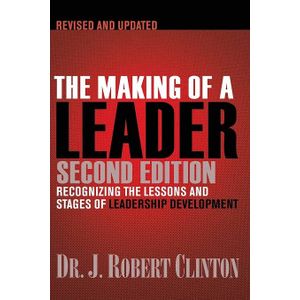 REVISED AND UPDATED
THE MAKING OF A
LEADER
SECOND EDITION
RECOGNIZING THE LESSONS AND
STAGES OF LEADERSHIP DEVELOPMENT
DR. J. ROBERT CLINTON